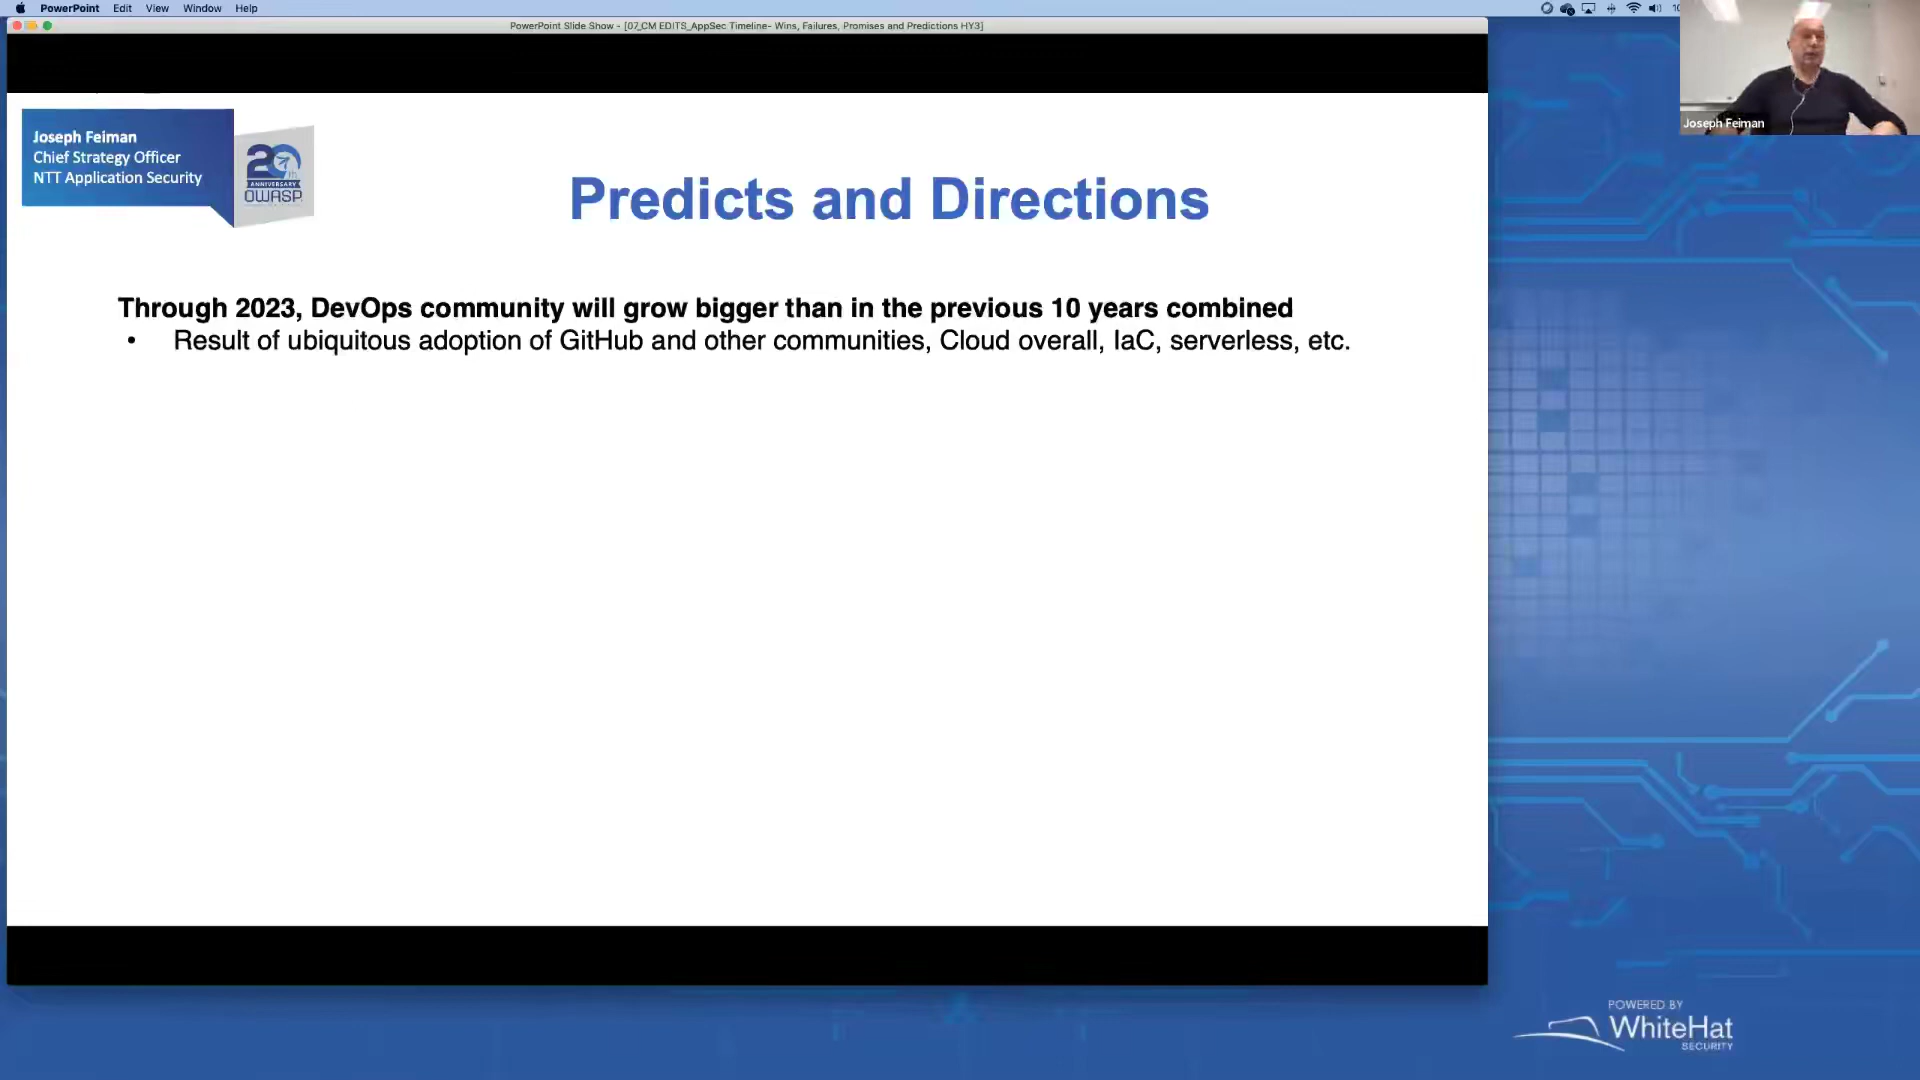 PowerPoint Edit View Window Help
PowerPoint Slide Show - [07_CM EDITS_AppSec Timeline- Wins, Failures, Promises and Predictions HY3]
Joseph Feiman
Joseph Feiman
Chief Strategy Officer
NTT Application Security
20th
ANNIVERSARY
OWASP
Predicts and Directions
Through 2023, DevOps community will grow bigger than in the previous 10 years combined
• Result of ubiquitous adoption of GitHub and other communities, Cloud overall, IaC, serverless, etc.
POWERED BY
WhiteHat
SECURITY